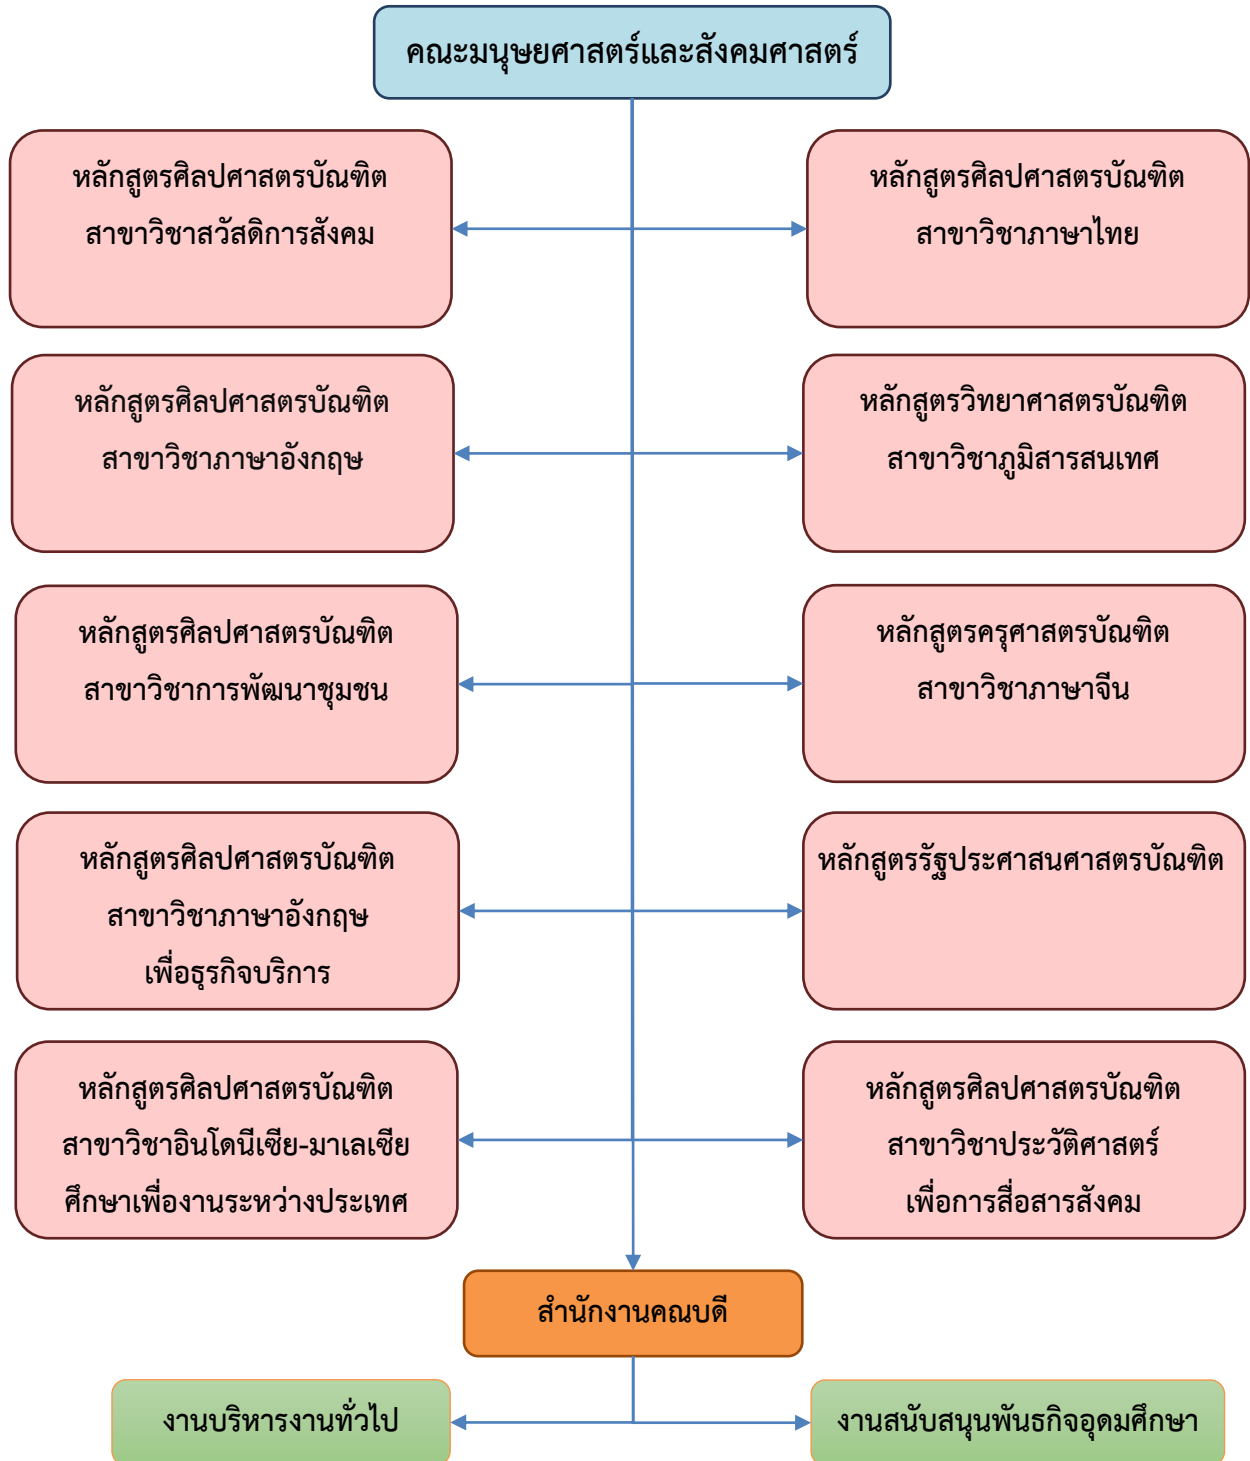 คณะมนุษยศาสตร์และสังคมศาสตร์
หลักสูตรศิลปศาสตรบัณฑิต
สาขาวิชาสวัสดิการสังคม
หลักสูตรศิลปศาสตรบัณฑิต
สาขาวิชาภาษาไทย
หลักสูตรศิลปศาสตรบัณฑิต
สาขาวิชาภาษาอังกฤษ
หลักสูตรวิทยาศาสตรบัณฑิต
สาขาวิชาภูมิสารสนเทศ
หลักสูตรศิลปศาสตรบัณฑิต
สาขาวิชาการพัฒนาชุมชน
หลักสูตรครุศาสตรบัณฑิต
สาขาวิชาภาษาจีน
หลักสูตรศิลปศาสตรบัณฑิต
สาขาวิชาภาษาอังกฤษ
เพื่อธุรกิจบริการ
หลักสูตรรัฐประศาสนศาสตรบัณฑิต
หลักสูตรศิลปศาสตรบัณฑิต
สาขาวิชาอินโดนีเซีย-มาเลเซีย
ศึกษาเพื่องานระหว่างประเทศ
หลักสูตรศิลปศาสตรบัณฑิต
สาขาวิชาประวัติศาสตร์
เพื่อการสื่อสารสังคม
สำนักงานคณบดี
งานบริหารงานทั่วไป
งานสนับสนุนพันธกิจอุดมศึกษา